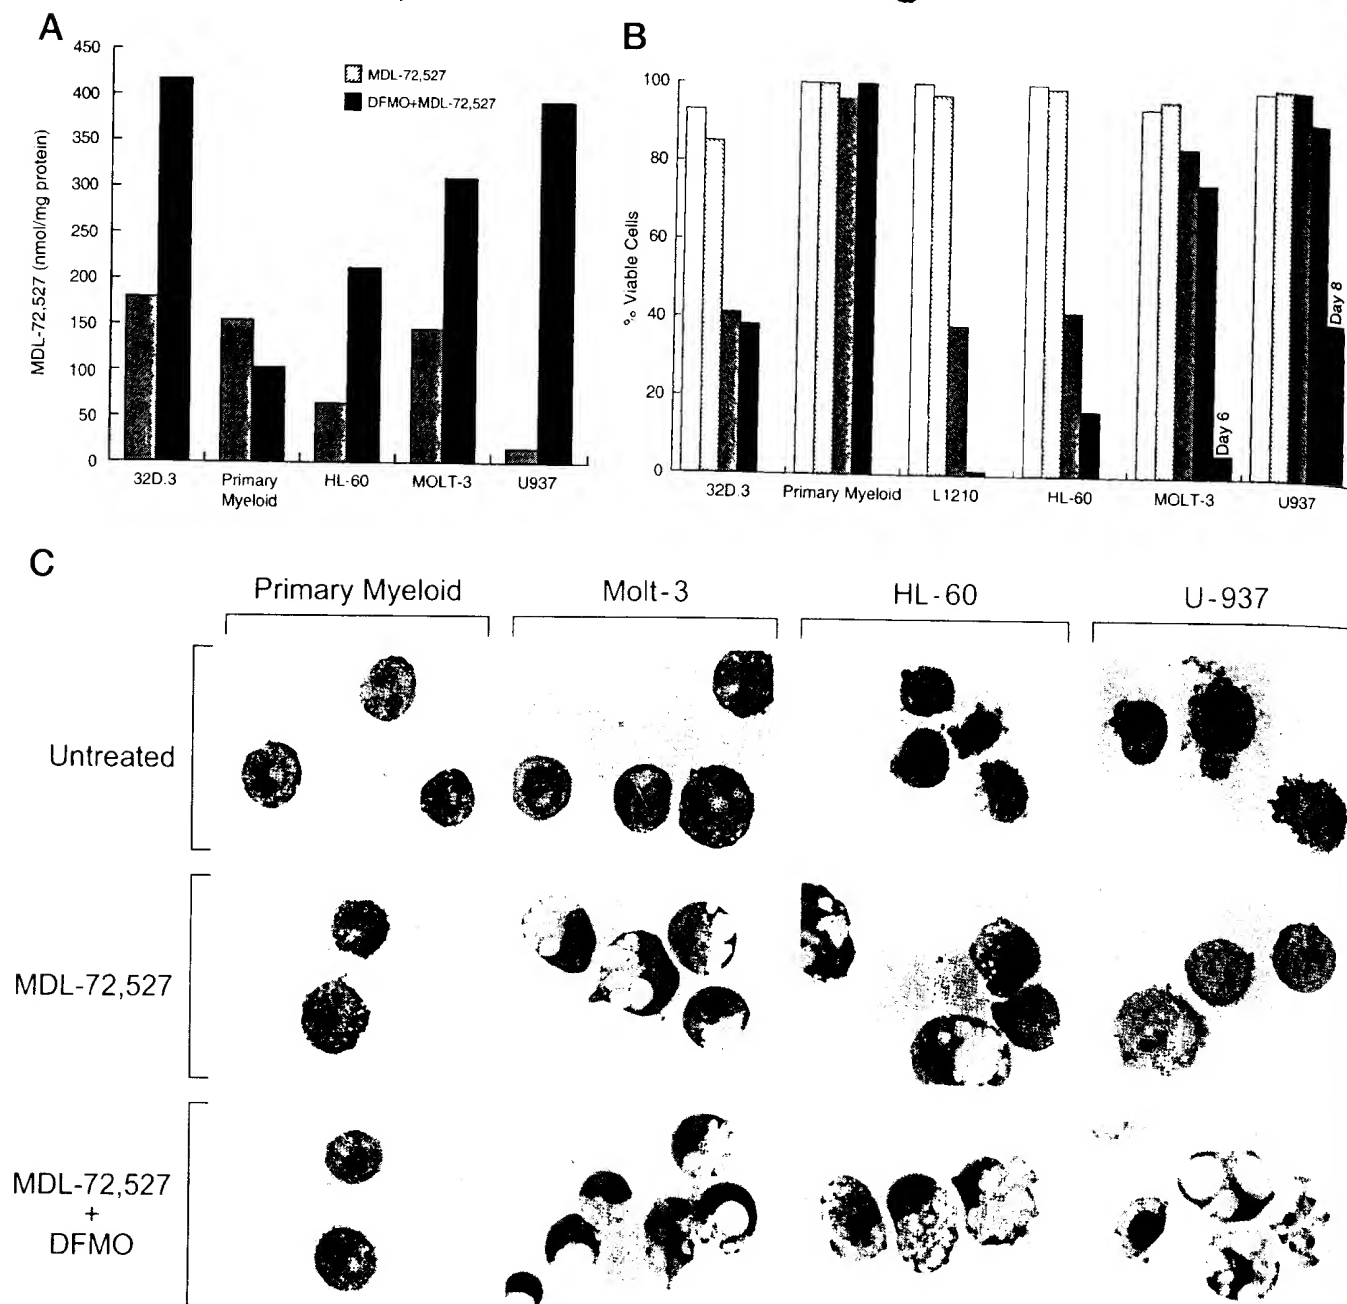 A
450
400
350
300
250
200
150
100
50
0
MDL-72,527 (nmol/mg protein)
MDL-72,527
DFMO+MDL-72,527
32D.3
Primary
Myeloid
HL-60
MOLT-3
U937
B
100
80
60
40
20
0
% Viable Cells
Day 6
Day 8
32D.3
Primary Myeloid
L1210
HL-60
MOLT-3
U937
C
Primary Myeloid
Molt-3
HL-60
U-937
Untreated
MDL-72,527
MDL-72,527
+
DFMO